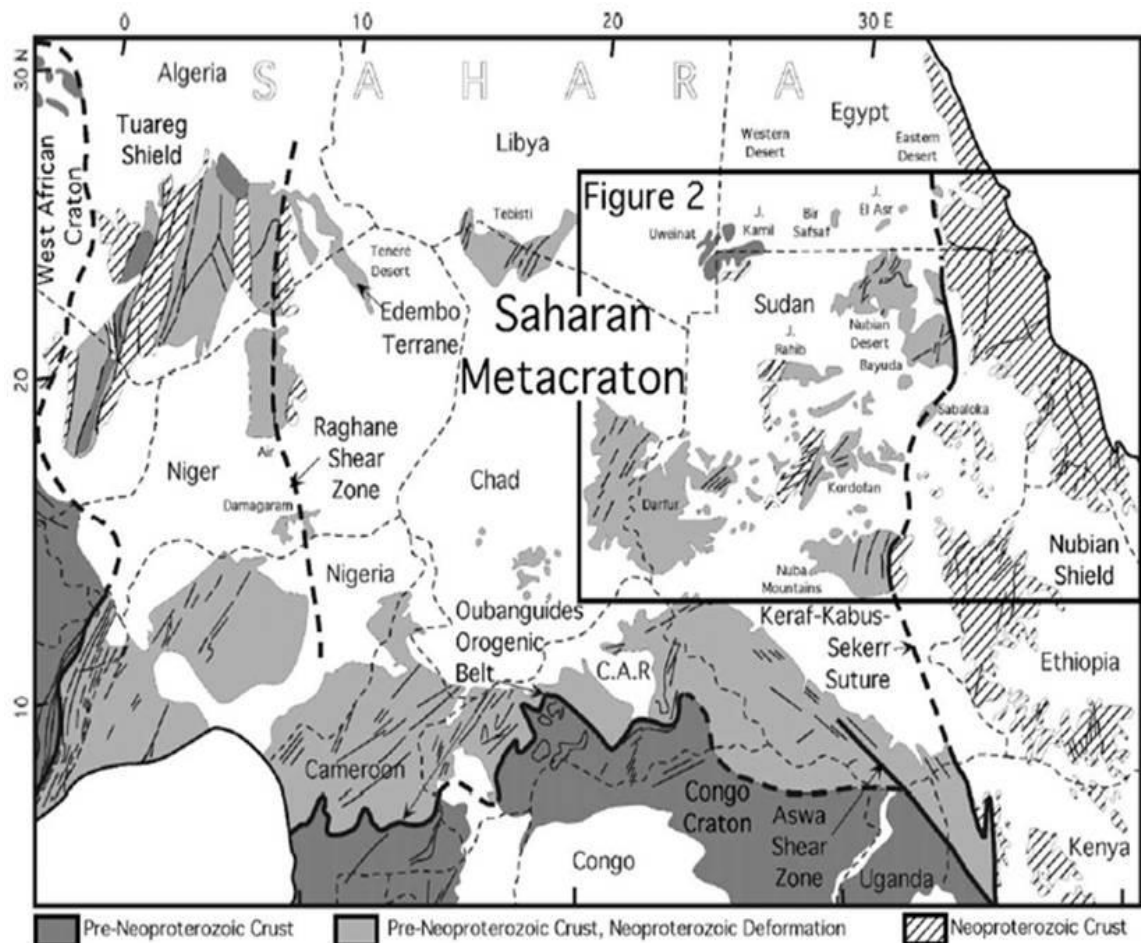 0 10 20 30 E
30 N
20
10
Algeria
S A H A R A
Egypt
Tuareg
Shield
Libya
Western
Desert
Eastern
Desert
West African
Craton
Figure 2
Tebisti
Uweinat
J.
Kamil
Bir
Safsaf
J.
El Asr
Teneré
Desert
Edembo
Terrane
Saharan
Metacraton
Sudan
J.
Rahib
Nubian
Desert
Bayuda
Sabaloka
Raghane
Shear
Zone
Air
Niger
Chad
Damagaram
Darfur
Kordofan
Nuba
Mountains
Nubian
Shield
Nigeria
Oubanguides
Orogenic
Belt
C.A.R
Keraf-Kabus-
Sekerr
Suture
Ethiopia
Cameroon
Congo
Craton
Aswa
Shear
Zone
Congo
Uganda
Kenya
Pre-Neoproterozoic Crust
Pre-Neoproterozoic Crust, Neoproterozoic Deformation
Neoproterozoic Crust